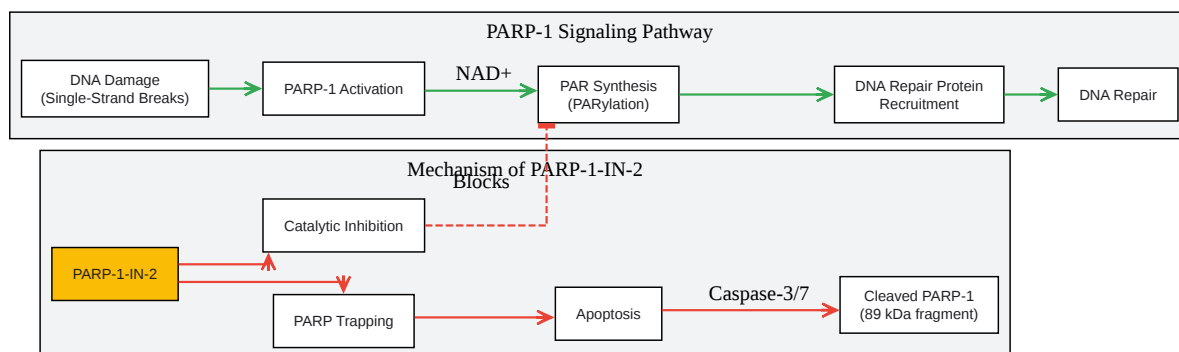 PARP-1 Signaling Pathway
DNA Damage
(Single-Strand Breaks)
PARP-1 Activation
NAD+
PAR Synthesis
(PARylation)
DNA Repair Protein
Recruitment
DNA Repair
Mechanism of PARP-1-IN-2
Blocks
Catalytic Inhibition
PARP-1-IN-2
PARP Trapping
Apoptosis
Caspase-3/7
Cleaved PARP-1
(89 kDa fragment)